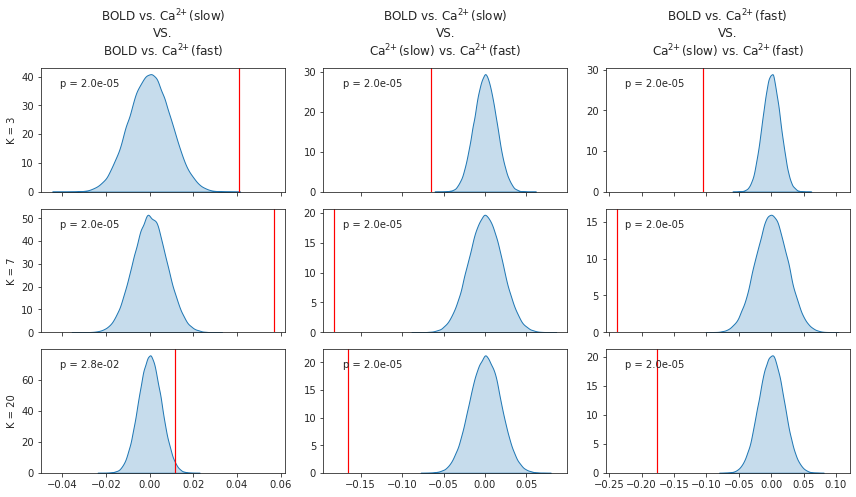 BOLD vs. Ca²⁺(slow) BOLD vs. Ca²⁺(slow) BOLD vs. Ca²⁺(fast)
VS. VS. VS.
BOLD vs. Ca²⁺(fast) Ca²⁺(slow) vs. Ca²⁺(fast) Ca²⁺(slow) vs. Ca²⁺(fast)
K = 3
40
30
20
10
0
p = 2.0e-05
30
20
10
0
p = 2.0e-05
30
20
10
0
p = 2.0e-05
K = 7
50
40
30
20
10
0
p = 2.0e-05
20
15
10
5
0
p = 2.0e-05
15
10
5
0
p = 2.0e-05
K = 20
60
40
20
0
p = 2.8e-02
20
15
10
5
0
p = 2.0e-05
20
15
10
5
0
p = 2.0e-05
−0.04 −0.02 0.00 0.02 0.04 0.06 −0.15 −0.10 −0.05 0.00 0.05 −0.25 −0.20 −0.15 −0.10 −0.05 0.00 0.05 0.10